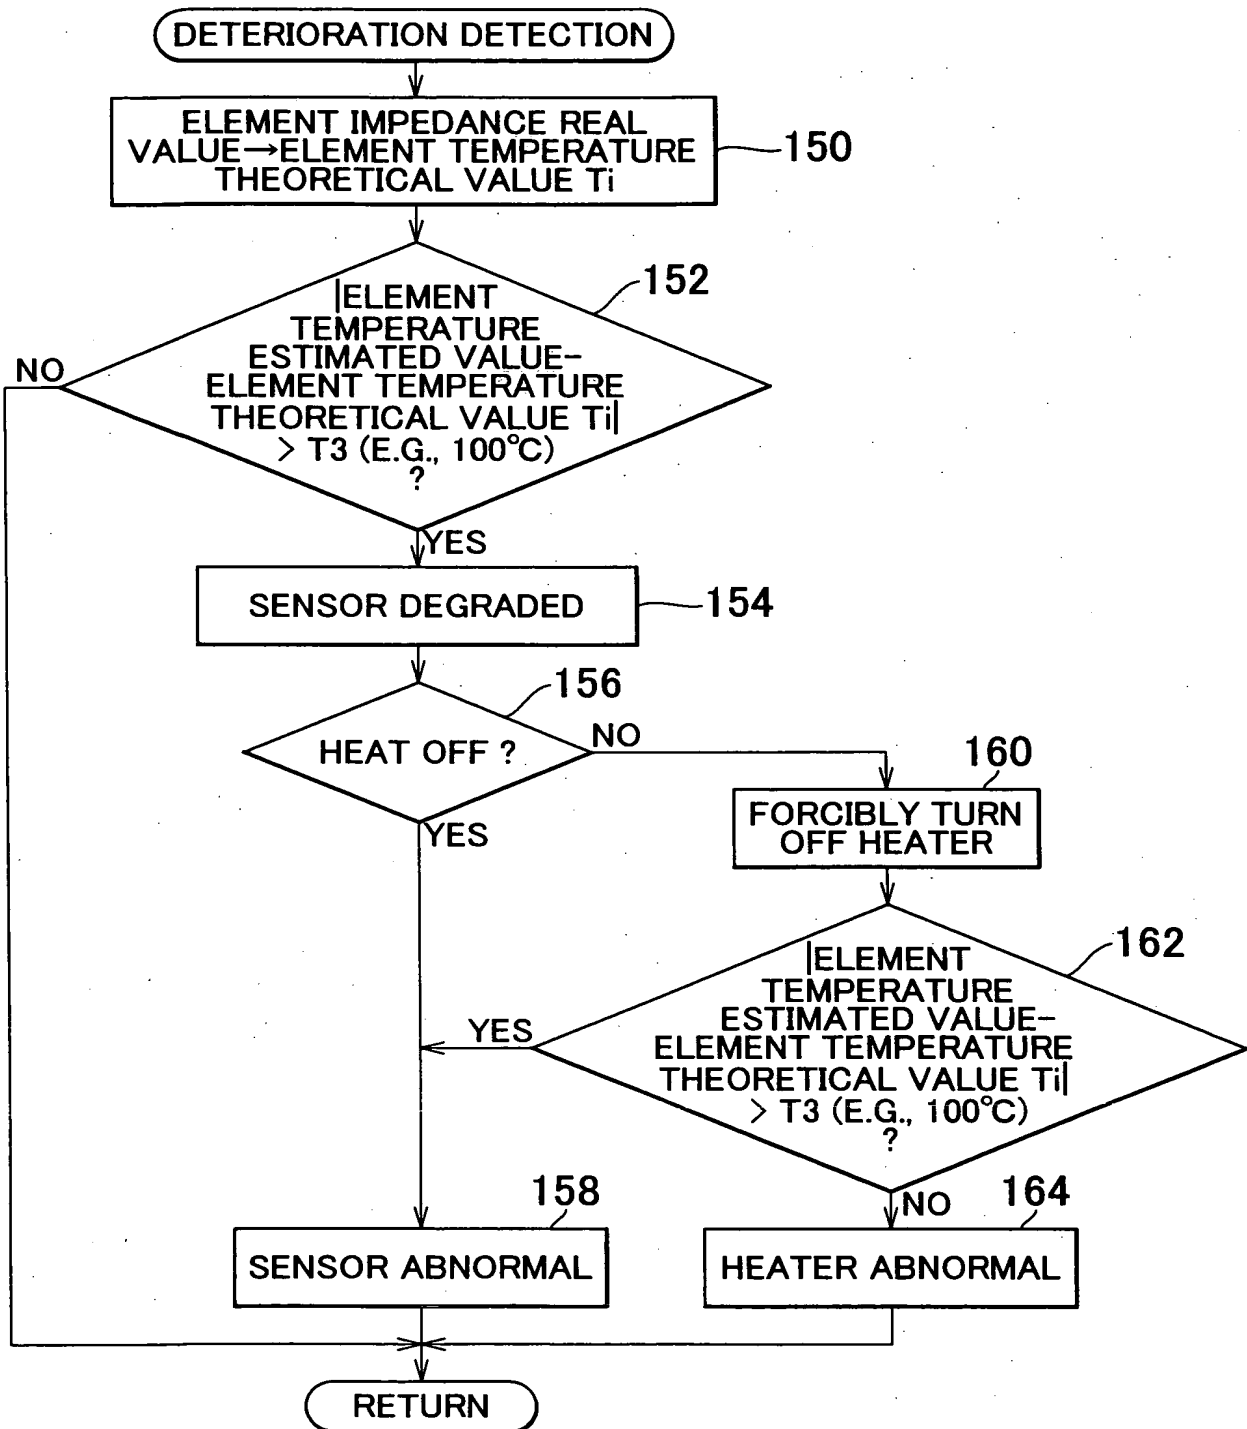 DETERIORATION DETECTION
ELEMENT IMPEDANCE REAL
VALUE→ELEMENT TEMPERATURE
THEORETICAL VALUE Ti
150
152
|ELEMENT
TEMPERATURE
ESTIMATED VALUE-
ELEMENT TEMPERATURE
THEORETICAL VALUE Ti|
> T3 (E.G., 100°C)
?
NO
YES
SENSOR DEGRADED
154
156
HEAT OFF ?
NO
YES
160
FORCIBLY TURN
OFF HEATER
162
|ELEMENT
TEMPERATURE
ESTIMATED VALUE-
ELEMENT TEMPERATURE
THEORETICAL VALUE Ti|
> T3 (E.G., 100°C)
?
YES
NO
158
SENSOR ABNORMAL
164
HEATER ABNORMAL
RETURN